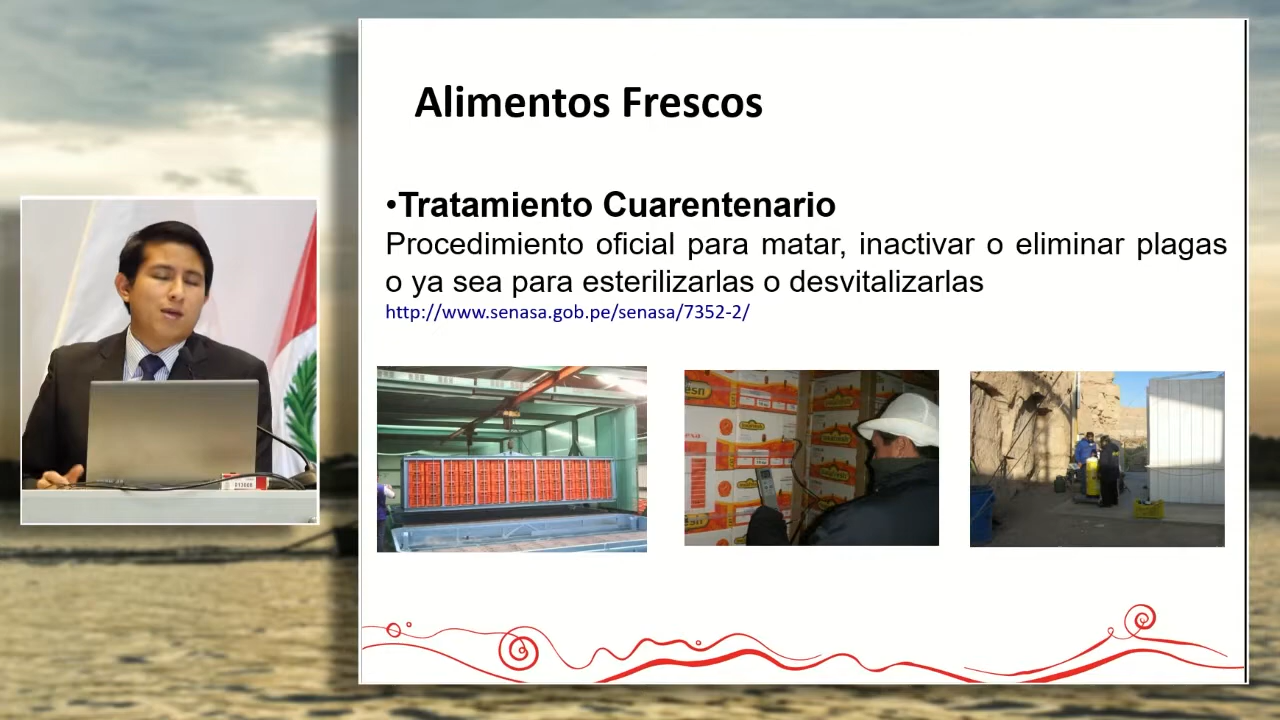 Alimentos Frescos
•Tratamiento Cuarentenario
Procedimiento oficial para matar, inactivar o eliminar plagas
o ya sea para esterilizarlas o desvitalizarlas
http://www.senasa.gob.pe/senasa/7352-2/